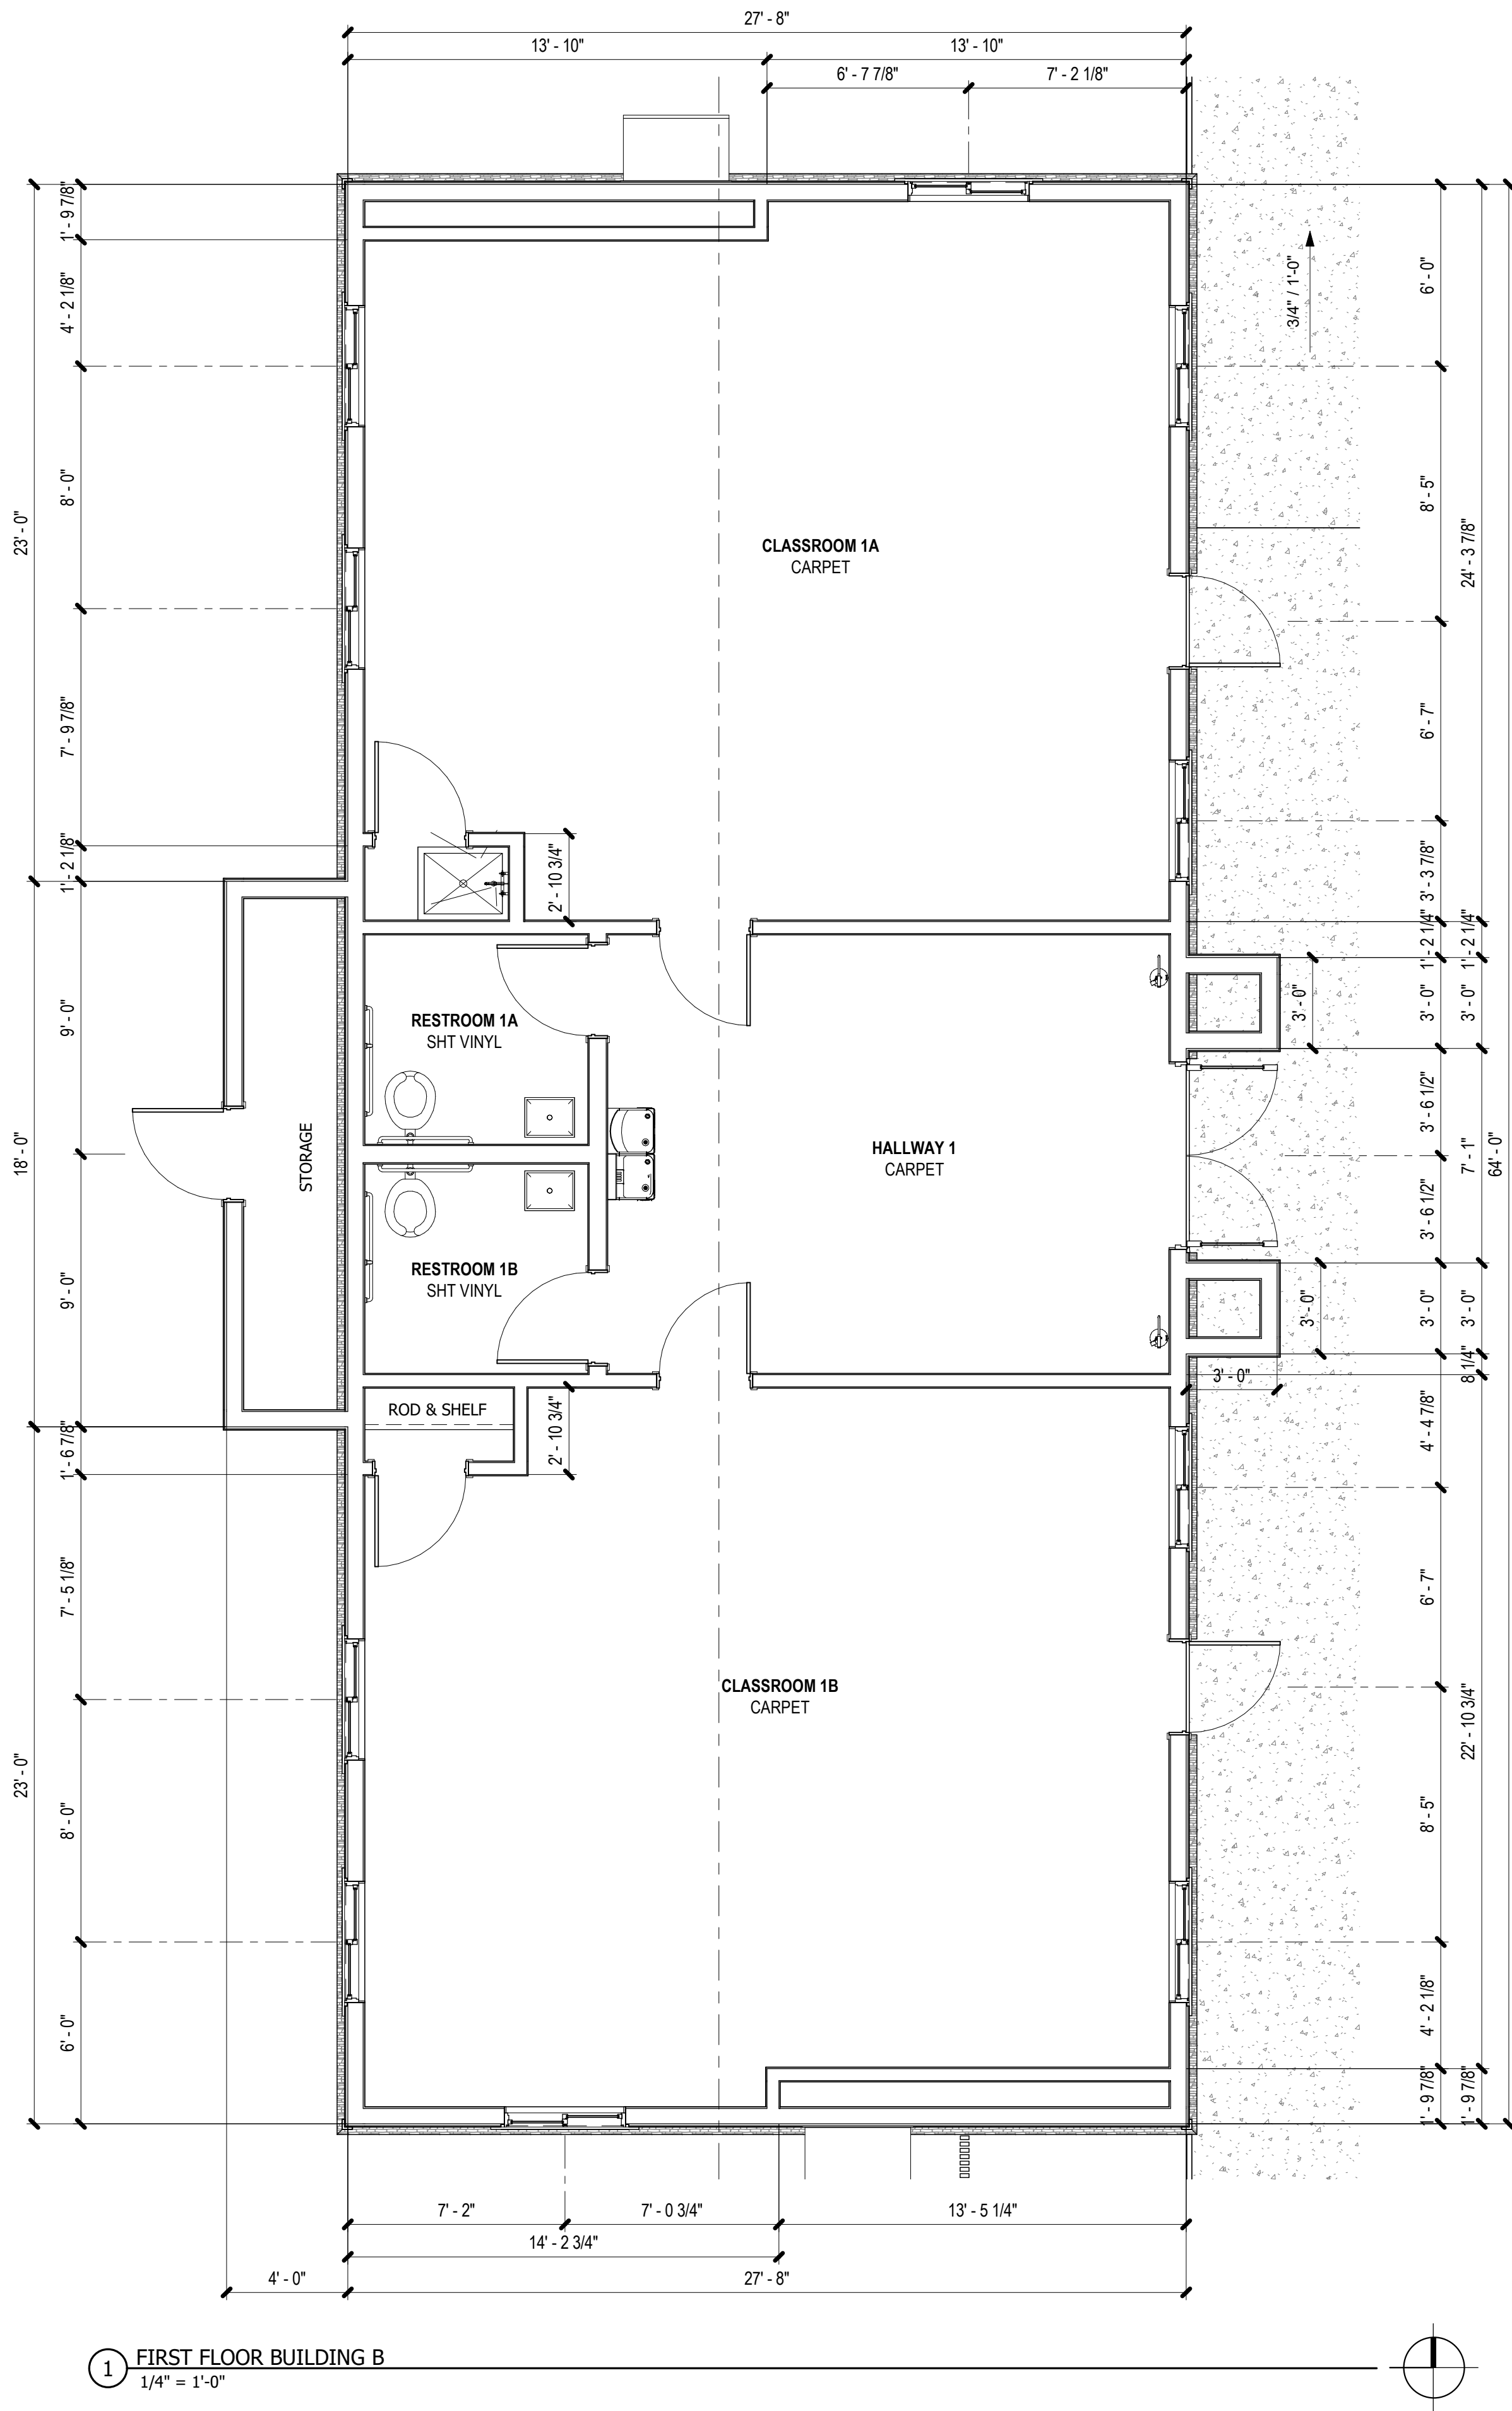 27' - 8"
13' - 10"
13' - 10"
6' - 7 7/8"
7' - 2 1/8"
23' - 0"
18' - 0"
23' - 0"
1' - 9 7/8"
4' - 2 1/8"
8' - 0"
7' - 9 7/8"
1' - 2 1/8"
9' - 0"
9' - 0"
1' - 6 7/8"
7' - 5 1/8"
8' - 0"
6' - 0"
CLASSROOM 1A
CARPET
2' - 10 3/4"
RESTROOM 1A
SHT VINYL
STORAGE
HALLWAY 1
CARPET
RESTROOM 1B
SHT VINYL
ROD & SHELF
2' - 10 3/4"
CLASSROOM 1B
CARPET
3/4" / 1'-0"
3' - 0"
3' - 0"
3' - 0"
6' - 0"
8' - 5"
6' - 7"
3' - 3 7/8"
1' - 2 1/4"
3' - 0"
3' - 6 1/2"
3' - 6 1/2"
3' - 0"
4' - 4 7/8"
6' - 7"
8' - 5"
4' - 2 1/8"
1' - 9 7/8"
24' - 3 7/8"
1' - 2 1/4"
3' - 0"
7' - 1"
3' - 0"
8 1/4"
22' - 10 3/4"
1' - 9 7/8"
64' - 0"
7' - 2"
7' - 0 3/4"
13' - 5 1/4"
14' - 2 3/4"
4' - 0"
27' - 8"
1
FIRST FLOOR BUILDING B
1/4" = 1'-0"